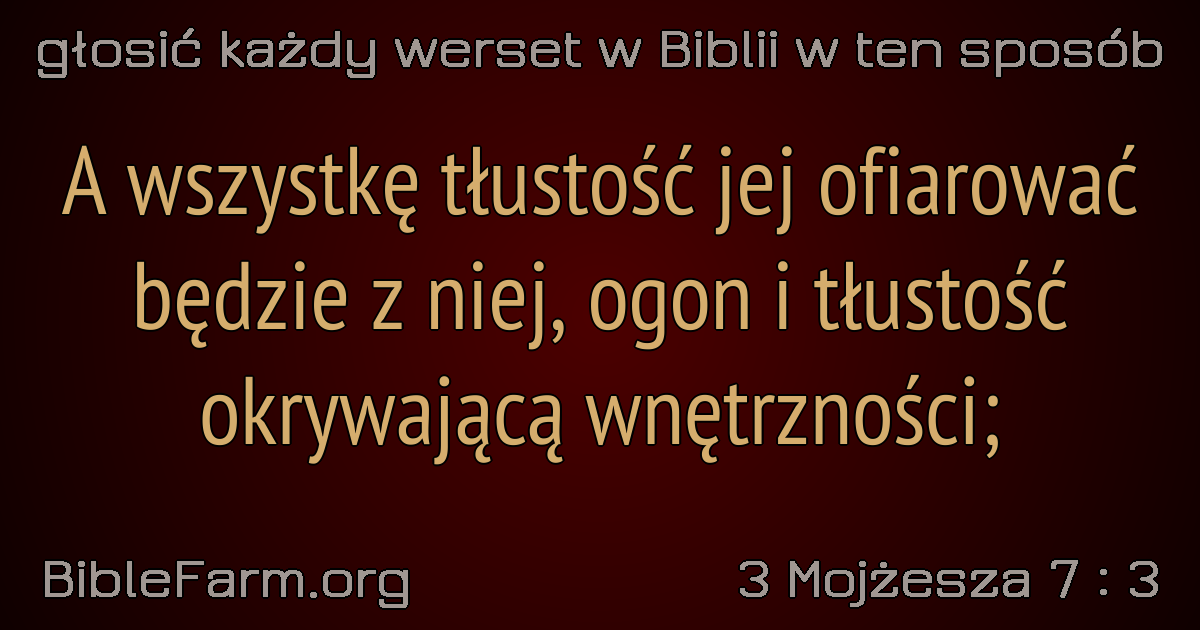 głosić każdy werset w Biblii w ten sposób
A wszystkę tłustość jej ofiarować
będzie z niej, ogon i tłustość
okrywającą wnętrzności;
BibleFarm.org
3 Mojżesza 7 : 3